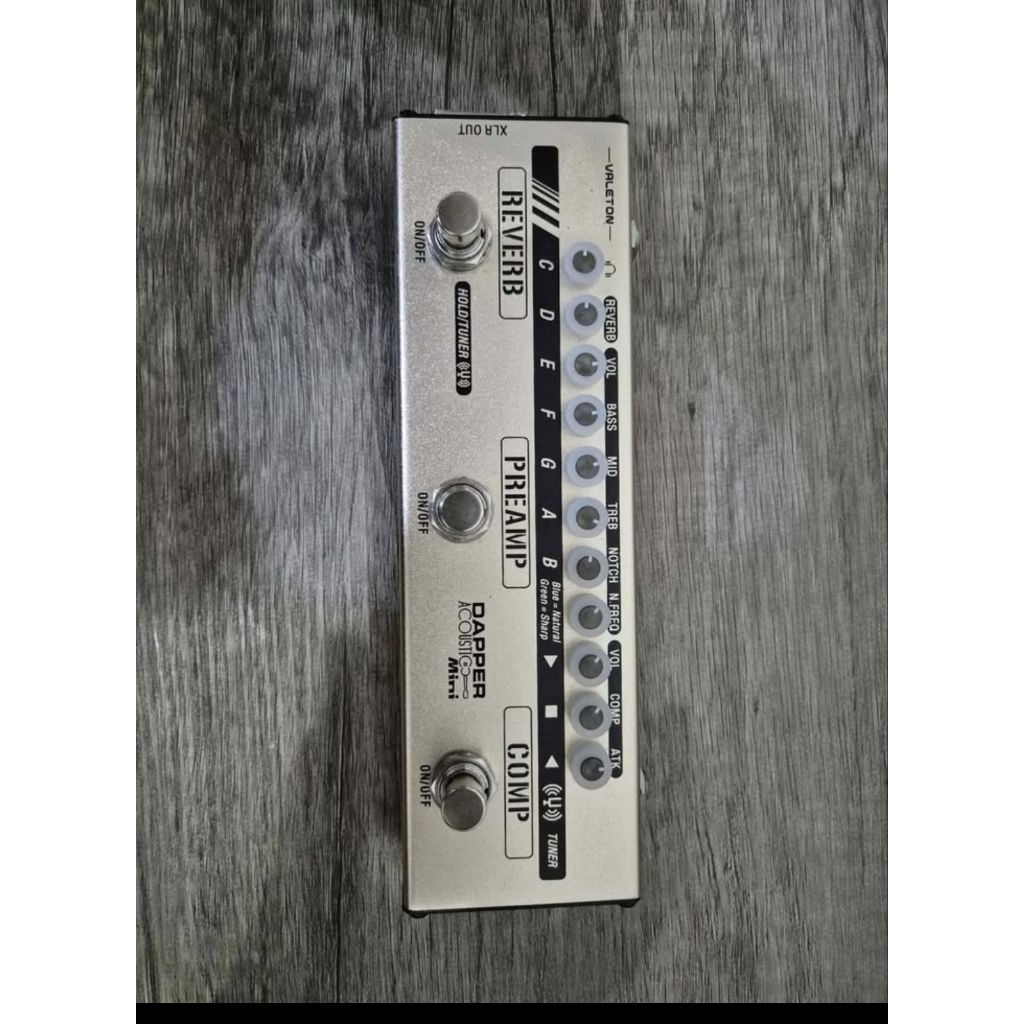 XLR OUT
VALETON
REVERB
VOL
BASS
MID
TREB
NOTCH
N.FREQ
VOL
COMP
ATK
C D E F G A B
Blue = Natural
Green = Sharp
TUNER
REVERB
PREAMP
COMP
HOLD/TUNER
DAPPER
ACOUSTIC
Mini
ON/OFF
ON/OFF
ON/OFF